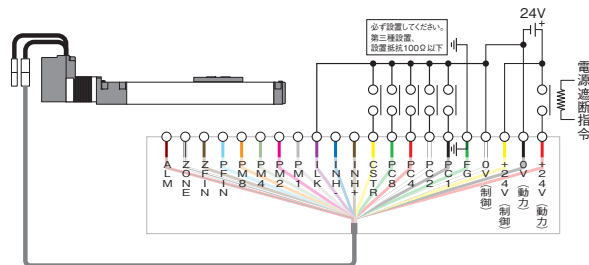 24V
+
必ず設置してください。
第三種設置、
設置抵抗100Ω以下
電源遮断指令
ALM
ZONE
ZFIN
PFIN
PM8
PM4
PM2
PM1
ILK
INH-
INH+
CSTR
PC8
PC4
PC2
PC1
FG
0V(制御)
+24V(制御)
0V(動力)
+24V(動力)